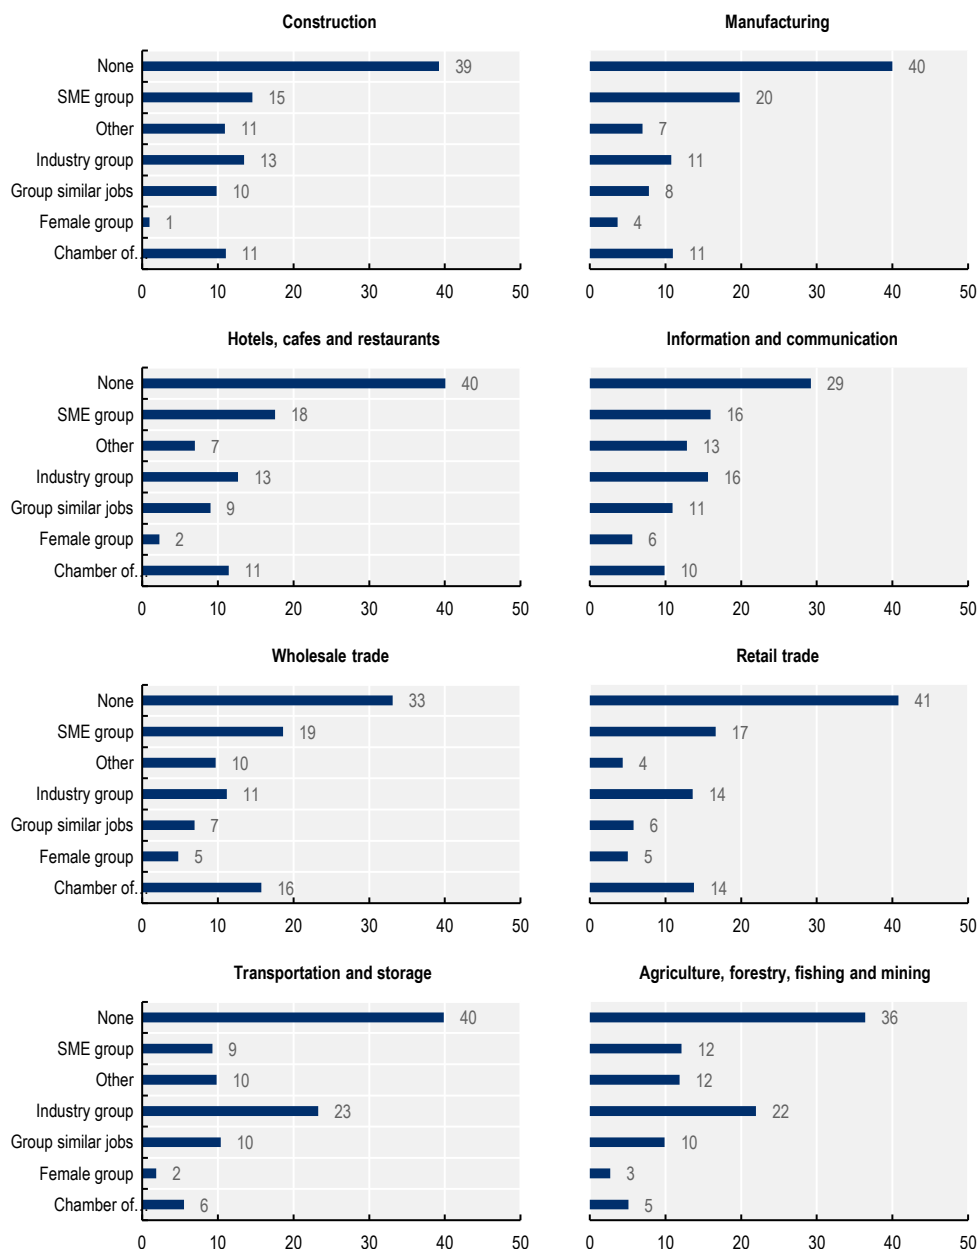 Construction
None 39
SME group 15
Other 11
Industry group 13
Group similar jobs 10
Female group 1
Chamber of.. 11
0 10 20 30 40 50
Manufacturing
40
20
7
11
8
4
11
0 10 20 30 40 50
Hotels, cafes and restaurants
None 40
SME group 18
Other 7
Industry group 13
Group similar jobs 9
Female group 2
Chamber of.. 11
0 10 20 30 40 50
Information and communication
29
16
13
16
11
6
10
0 10 20 30 40 50
Wholesale trade
None 33
SME group 19
Other 10
Industry group 11
Group similar jobs 7
Female group 5
Chamber of.. 16
0 10 20 30 40 50
Retail trade
41
17
4
14
6
5
14
0 10 20 30 40 50
Transportation and storage
None 40
SME group 9
Other 10
Industry group 23
Group similar jobs 10
Female group 2
Chamber of.. 6
0 10 20 30 40 50
Agriculture, forestry, fishing and mining
36
12
12
22
10
3
5
0 10 20 30 40 50